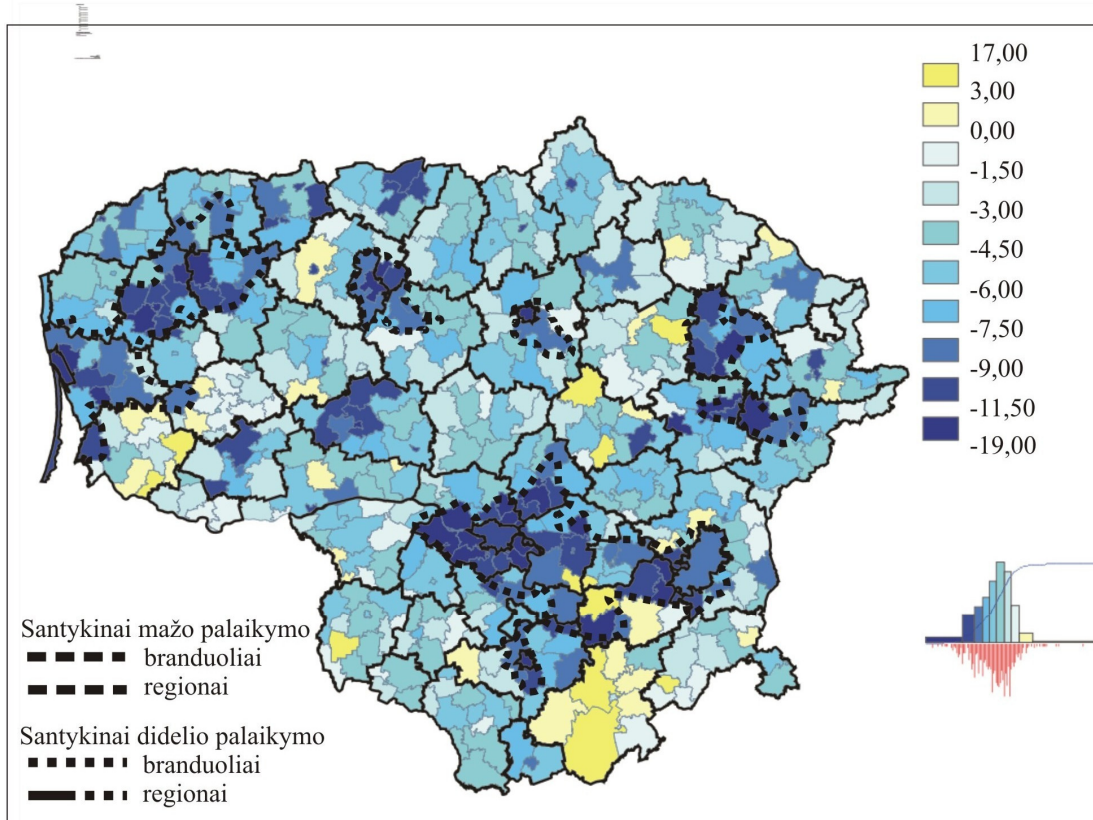 17,00
3,00
0,00
-1,50
-3,00
-4,50
-6,00
-7,50
-9,00
-11,50
-19,00
Santykinai mažo palaikymo
branduoliai
regionai
Santykinai didelio palaikymo
branduoliai
regionai